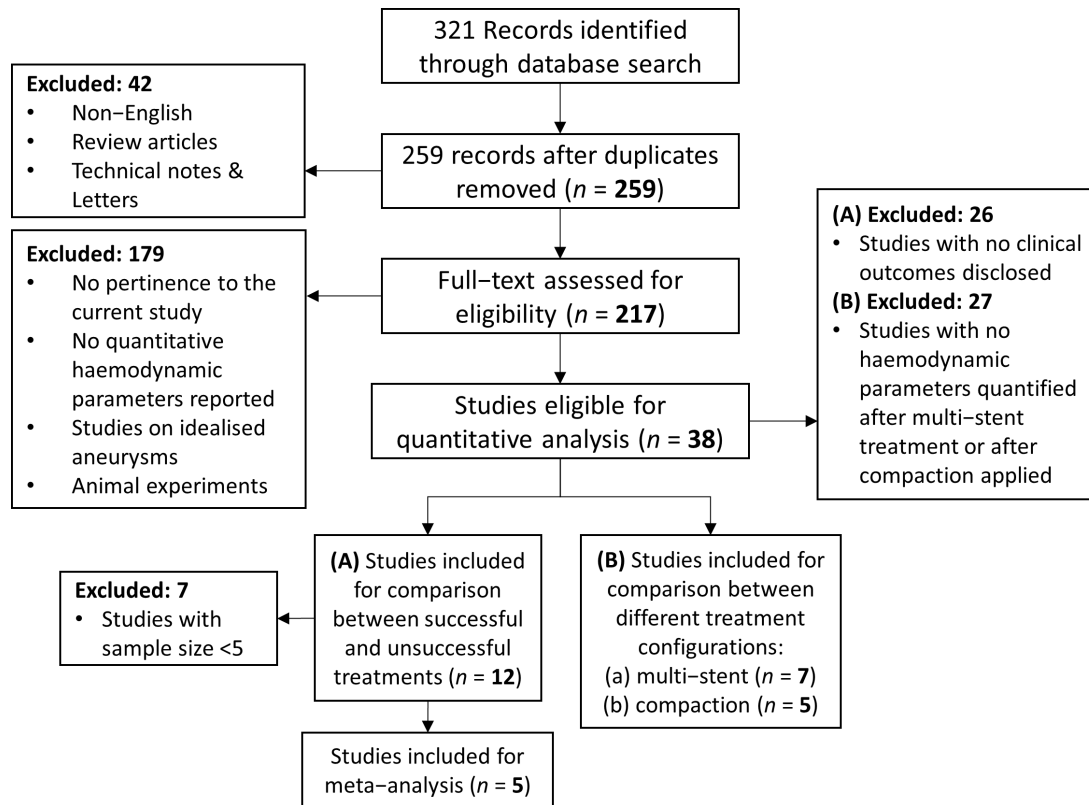 321 Records identified
through database search
Excluded: 42
• Non−English
• Review articles
• Technical notes &
Letters
259 records after duplicates
removed (n = 259)
Excluded: 179
• No pertinence to the
current study
• No quantitative
haemodynamic
parameters reported
• Studies on idealised
aneurysms
• Animal experiments
Full−text assessed for
eligibility (n = 217)
(A) Excluded: 26
• Studies with no clinical
outcomes disclosed
(B) Excluded: 27
• Studies with no
haemodynamic
parameters quantified
after multi−stent
treatment or after
compaction applied
Studies eligible for
quantitative analysis (n = 38)
Excluded: 7
• Studies with
sample size <5
(A) Studies included
for comparison
between successful
and unsuccessful
treatments (n = 12)
(B) Studies included for
comparison between
different treatment
configurations:
(a) multi−stent (n = 7)
(b) compaction (n = 5)
Studies included for
meta−analysis (n = 5)